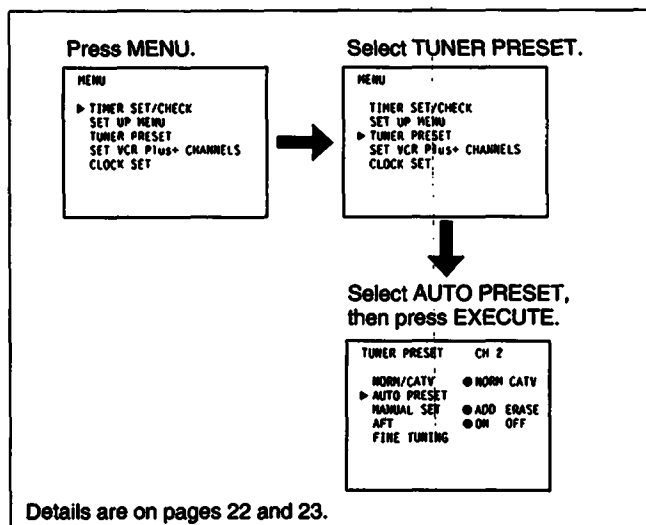 Press MENU.
MENU
▶ TIMER SET/CHECK
SET UP MENU
TUNER PRESET
SET VCR Plus+ CHANNELS
CLOCK SET
Select TUNER PRESET.
MENU
TIMER SET/CHECK
SET UP MENU
▶ TUNER PRESET
SET VCR Plus+ CHANNELS
CLOCK SET
Select AUTO PRESET,
then press EXECUTE.
TUNER PRESET CH 2
NORM/CATV ●NORM CATV
▶ AUTO PRESET
MANUAL SET ●ADD ERASE
AFT ●ON OFF
FINE TUNING
Details are on pages 22 and 23.